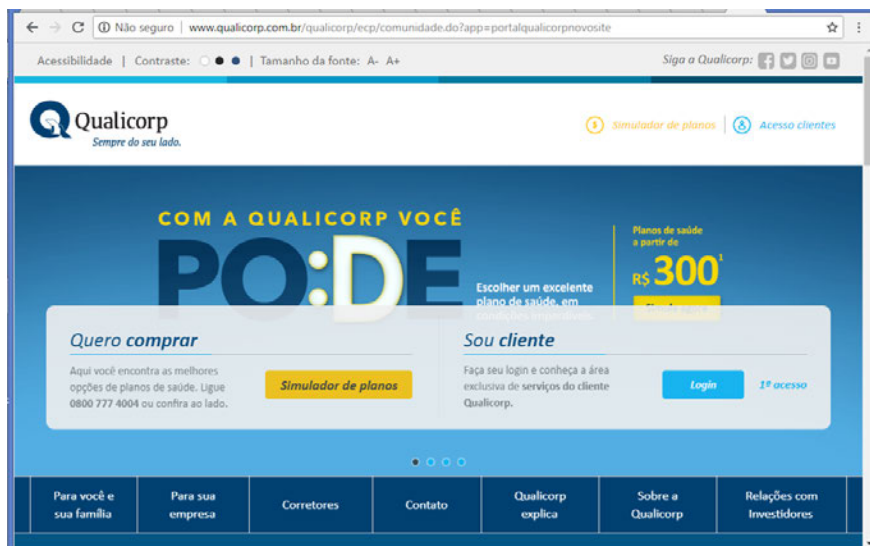 Não seguro | www.qualicorp.com.br/qualicorp/ecp/comunidade.do?app=portalqualicorpnovosite
Acessibilidade | Contraste: | Tamanho da fonte: A- A+
Siga a Qualicorp:
Qualicorp
Sempre do seu lado.
Simulador de planos | Acesso clientes
COM A QUALICORP VOCÊ
PO:DE
Escolher um excelente
plano de saúde, em
Planos de saúde
a partir de
R$ 300¹
Quero comprar
Aqui você encontra as melhores
opções de planos de saúde. Ligue
0800 777 4004 ou confira ao lado.
Simulador de planos
Sou cliente
Faça seu login e conheça a área
exclusiva de serviços do cliente
Qualicorp.
Login
1º acesso
Para você e
sua família
Para sua
empresa
Corretores
Contato
Qualicorp
explica
Sobre a
Qualicorp
Relações com
Investidores